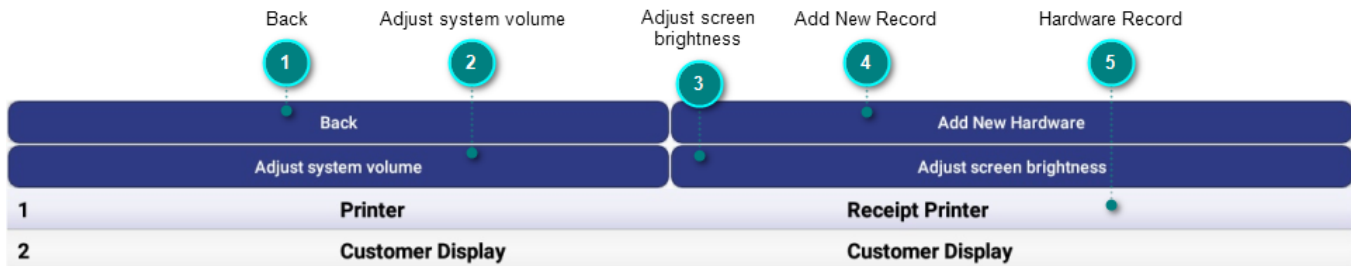 Back
Adjust system volume
Adjust screen
brightness
Add New Record
Hardware Record
1
2
3
4
5
Back
Add New Hardware
Adjust system volume
Adjust screen brightness
1 Printer Receipt Printer
2 Customer Display Customer Display